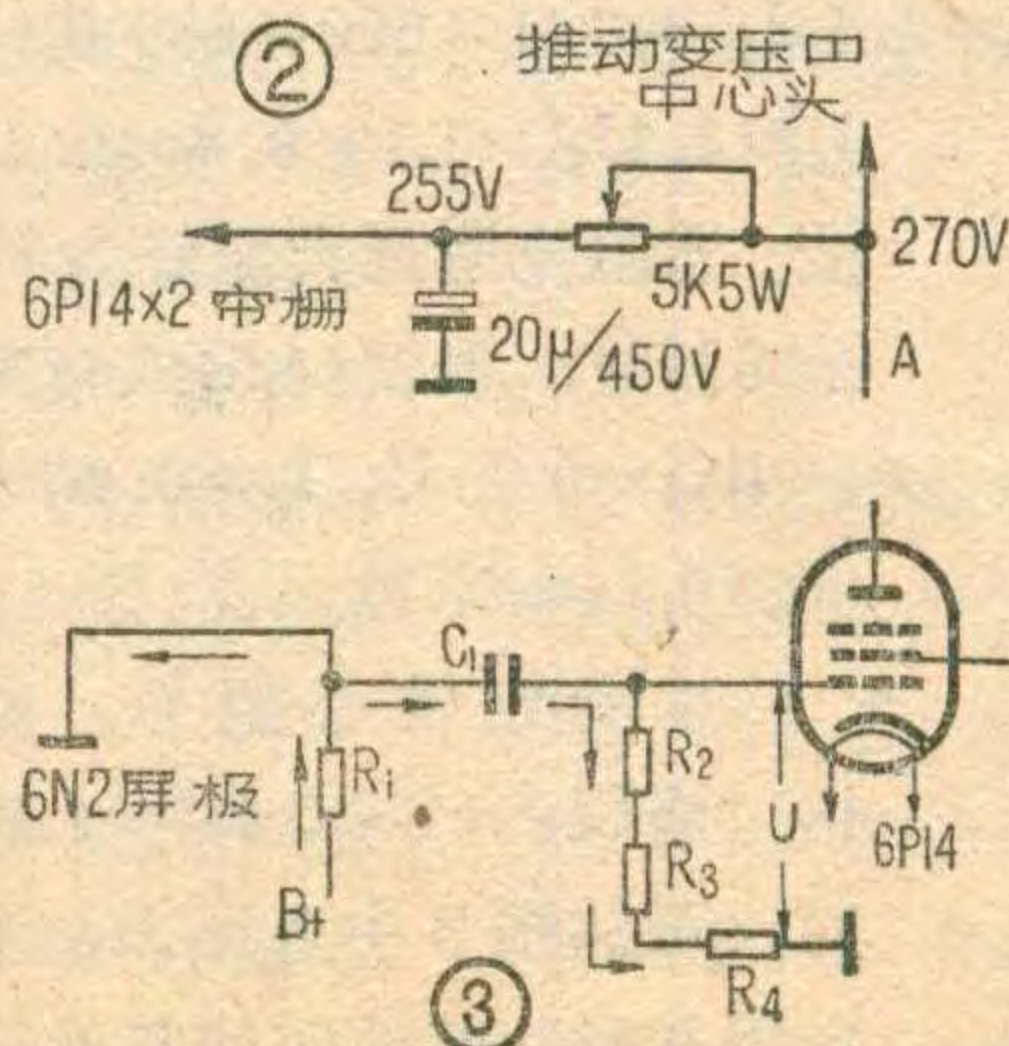 ②
推动变压囗
中心头
255V
270V
5K5W
6P14×2 帘栅
20μ/450V
A
C₁
R₂
R₁
6N2屏极
U
6P14
R₃
B+
R₄
③